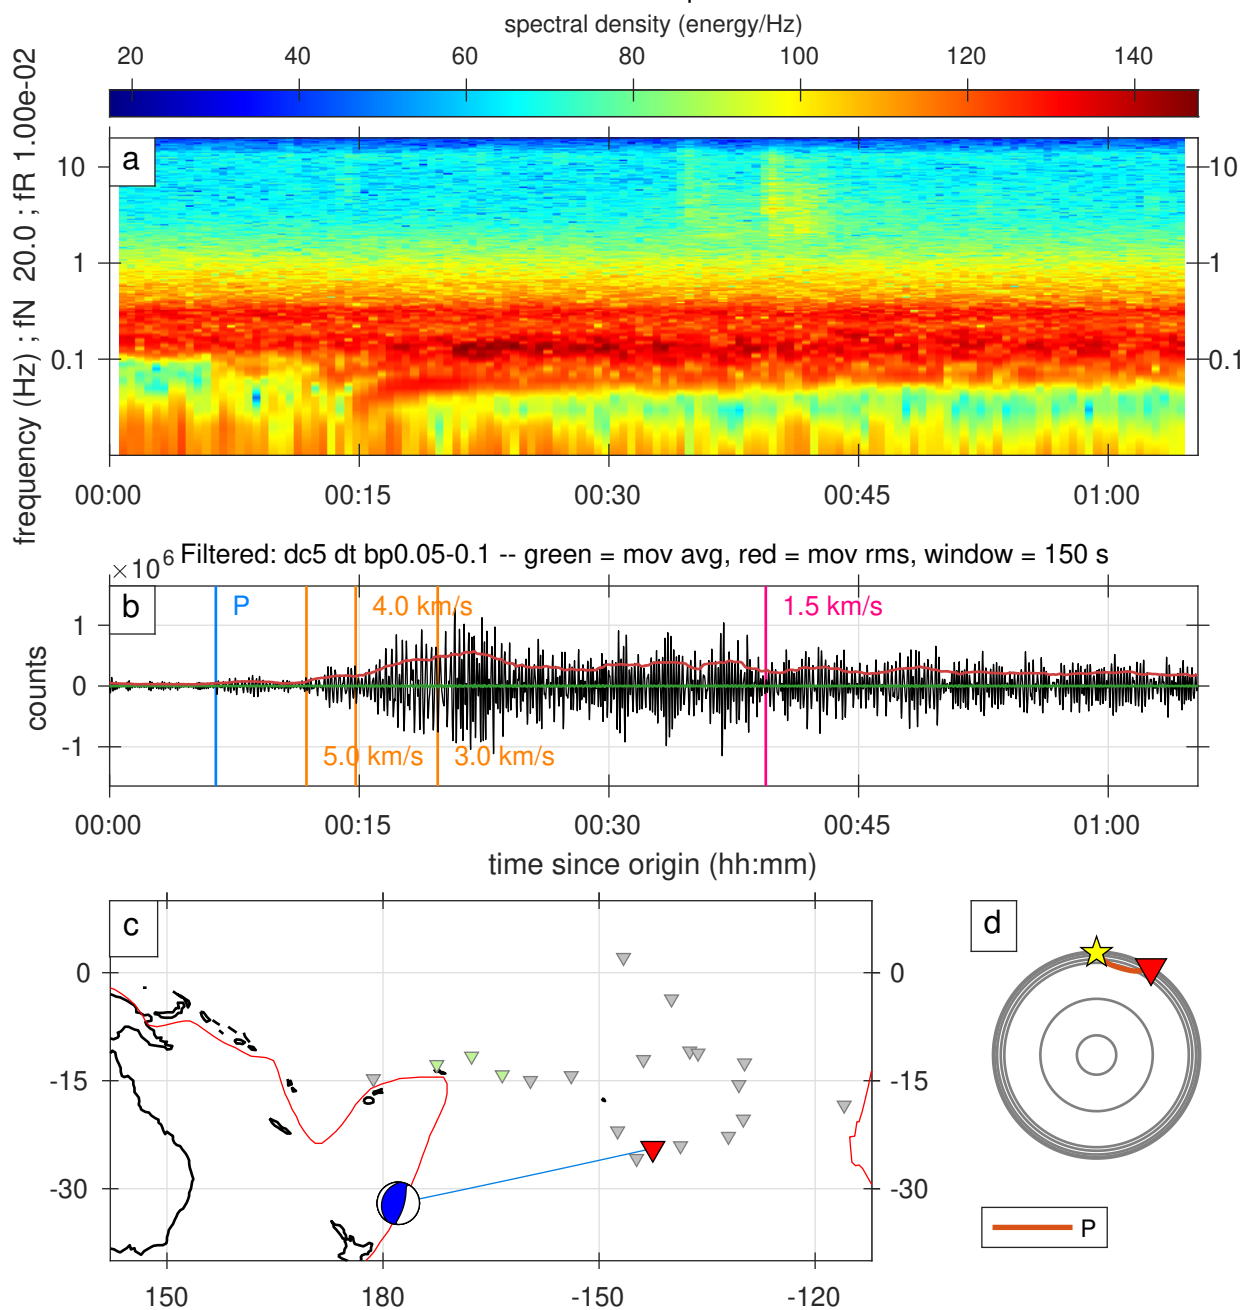 spectral density (energy/Hz)
20 40 60 80 100 120 140
frequency (Hz) ; fN 20.0 ; fR 1.00e-02
a
10 10
1 1
0.1 0.1
00:00 00:15 00:30 00:45 01:00
×10^6 Filtered: dc5 dt bp0.05-0.1 -- green = mov avg, red = mov rms, window = 150 s
b
P 4.0 km/s 1.5 km/s
1
0
-1
counts
5.0 km/s 3.0 km/s
00:00 00:15 00:30 00:45 01:00
time since origin (hh:mm)
c
d
0 0
-15 -15
-30 -30
150 180 -150 -120
P